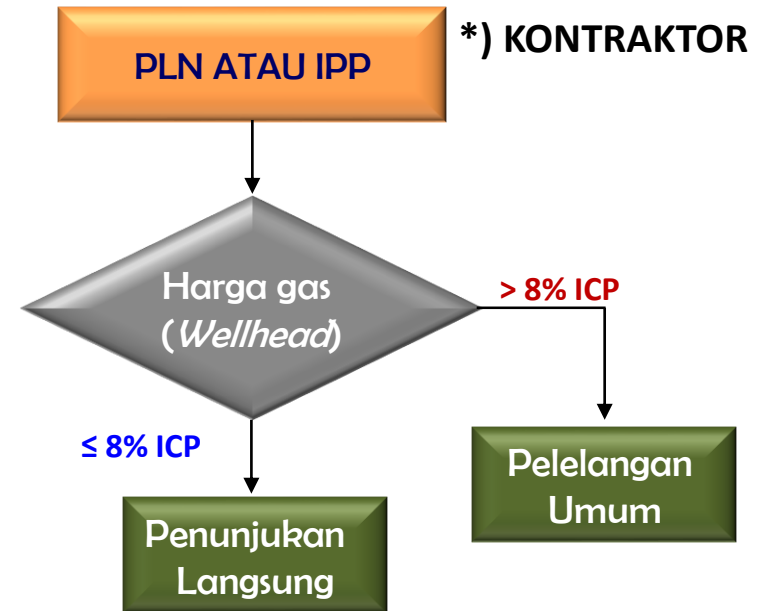 PLN ATAU IPP
*) KONTRAKTOR
Harga gas
(Wellhead)
> 8% ICP
≤ 8% ICP
Pelelangan
Umum
Penunjukan
Langsung